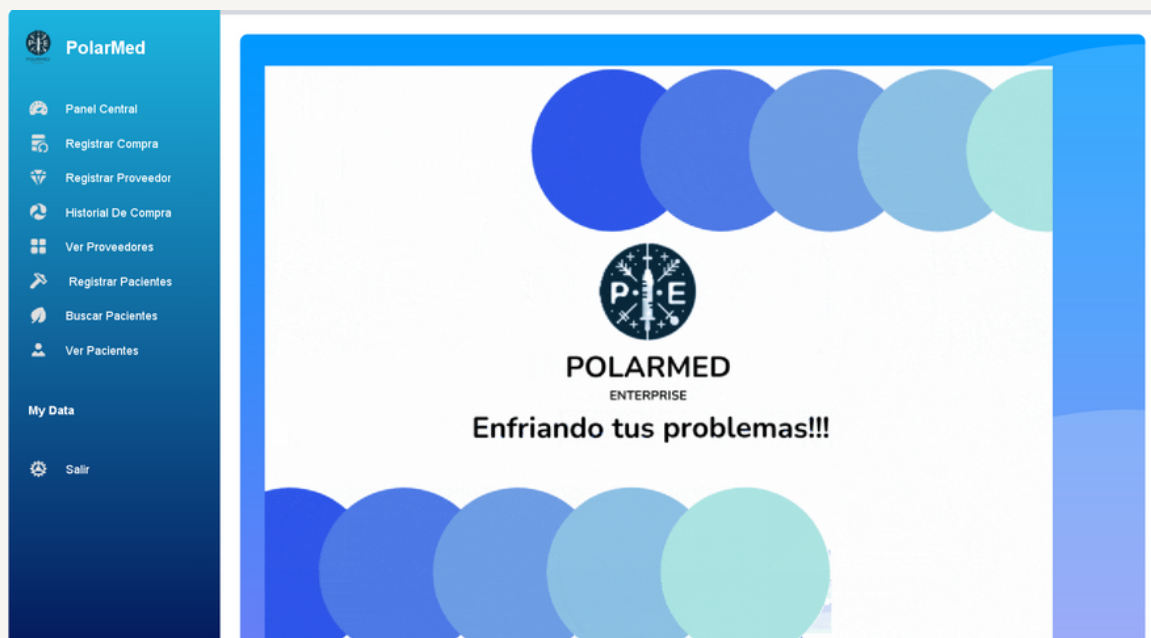 PolarMed
Panel Central
Registrar Compra
Registrar Proveedor
Historial De Compra
Ver Proveedores
Registrar Pacientes
Buscar Pacientes
Ver Pacientes
My Data
Salir
P E
POLARMED
ENTERPRISE
Enfriando tus problemas!!!